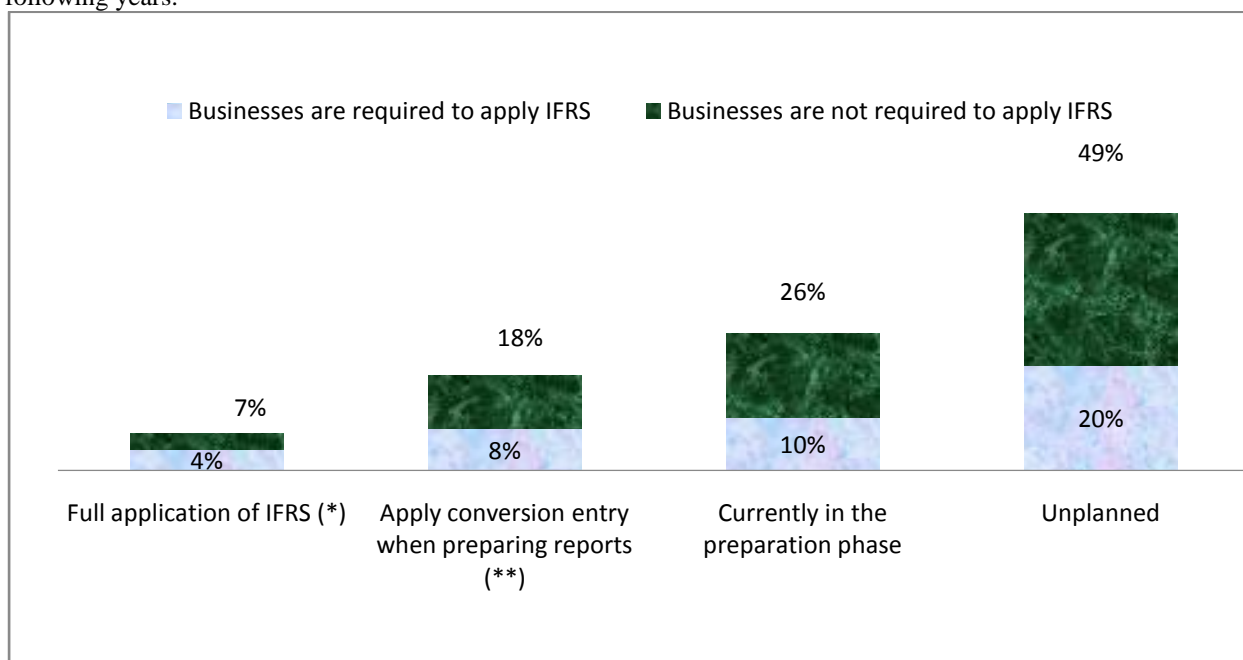 following years.
Businesses are required to apply IFRS Businesses are not required to apply IFRS
49%
26%
18%
7%
20%
10%
8%
4%
Full application of IFRS (*) Apply conversion entry Currently in the Unplanned
when preparing reports preparation phase
(**)